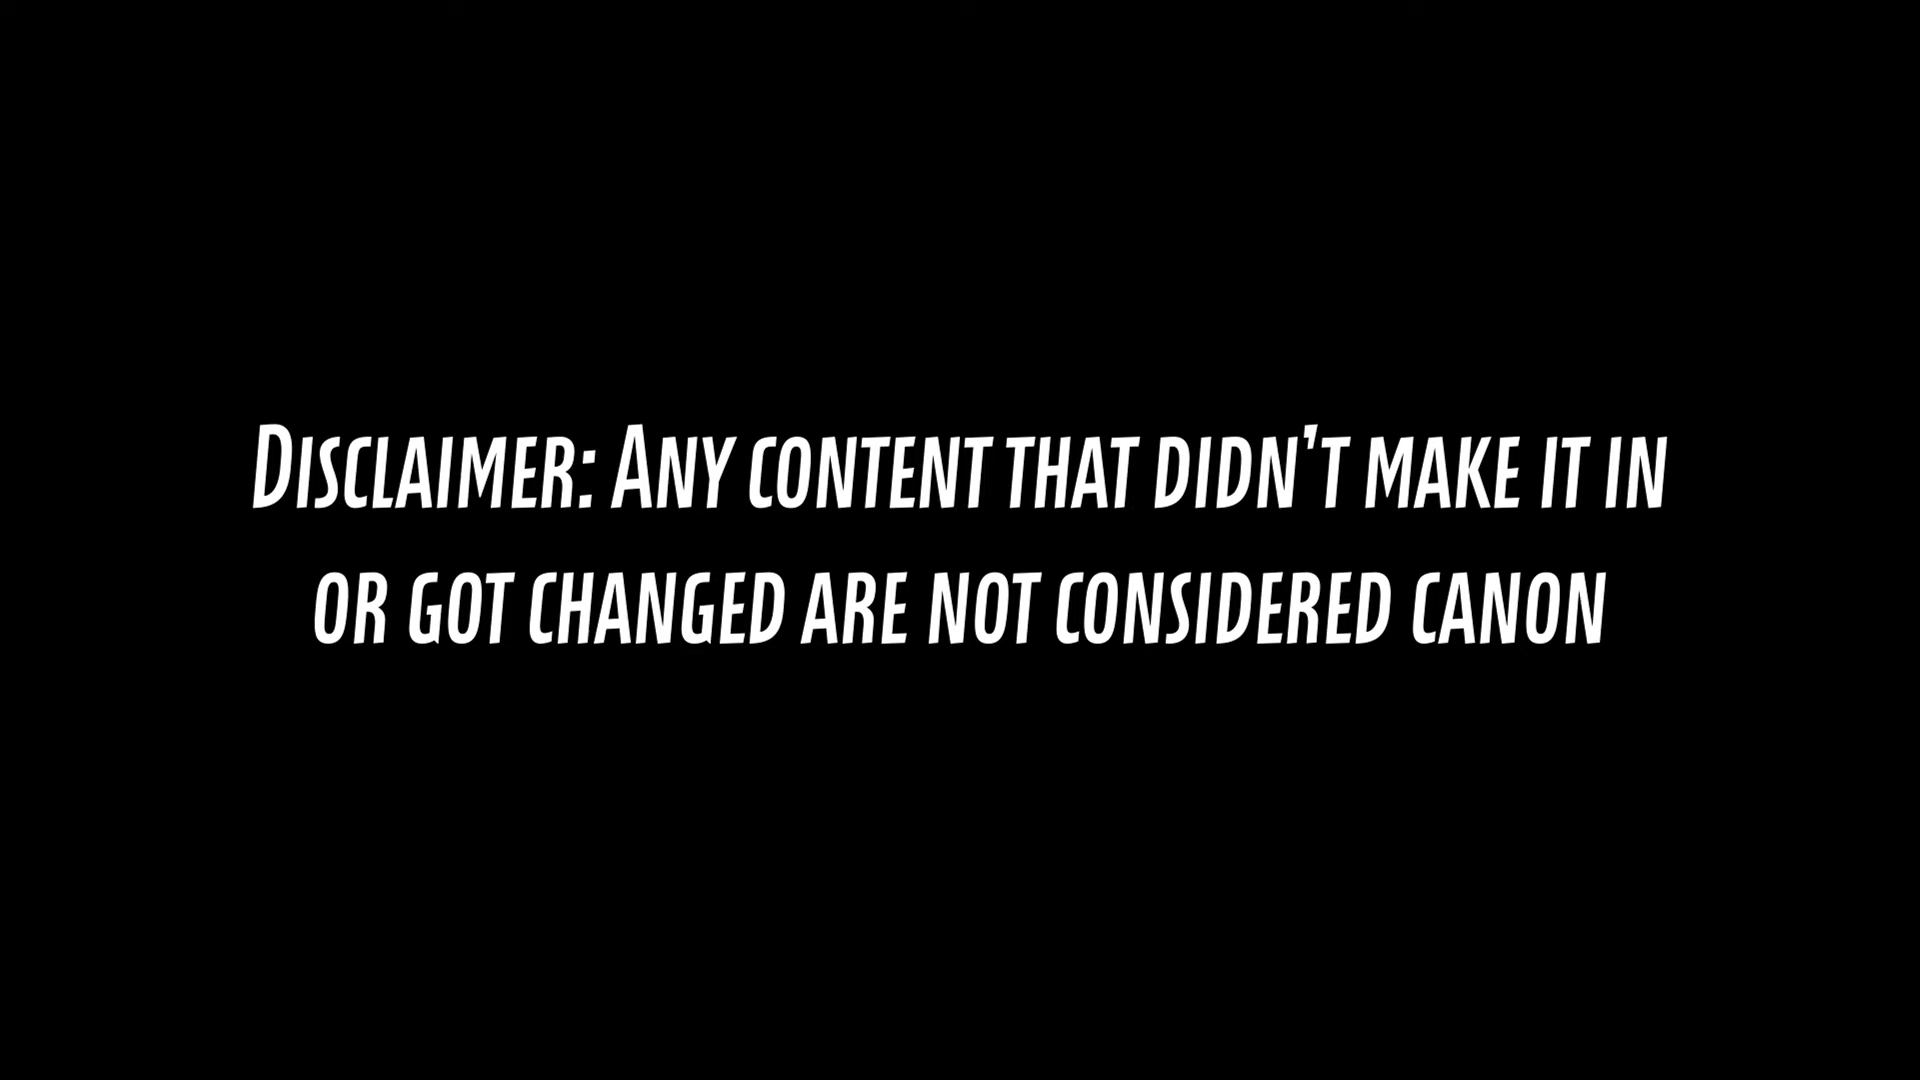 Disclaimer: Any content that didn't make it in
or got changed are not considered canon